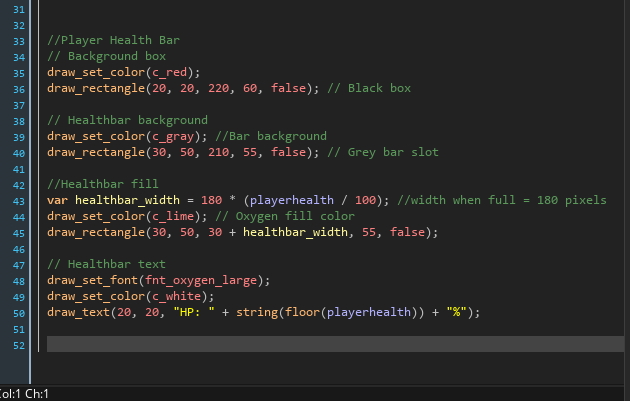 31
32
33 //Player Health Bar
34 // Background box
35 draw_set_color(c_red);
36 draw_rectangle(20, 20, 220, 60, false); // Black box
37
38 // Healthbar background
39 draw_set_color(c_gray); //Bar background
40 draw_rectangle(30, 50, 210, 55, false); // Grey bar slot
41
42 //Healthbar fill
43 var healthbar_width = 180 * (playerhealth / 100); //width when full = 180 pixels
44 draw_set_color(c_lime); // Oxygen fill color
45 draw_rectangle(30, 50, 30 + healthbar_width, 55, false);
46
47 // Healthbar text
48 draw_set_font(fnt_oxygen_large);
49 draw_set_color(c_white);
50 draw_text(20, 20, "HP: " + string(floor(playerhealth)) + "%");
51
52
Col:1 Ch:1